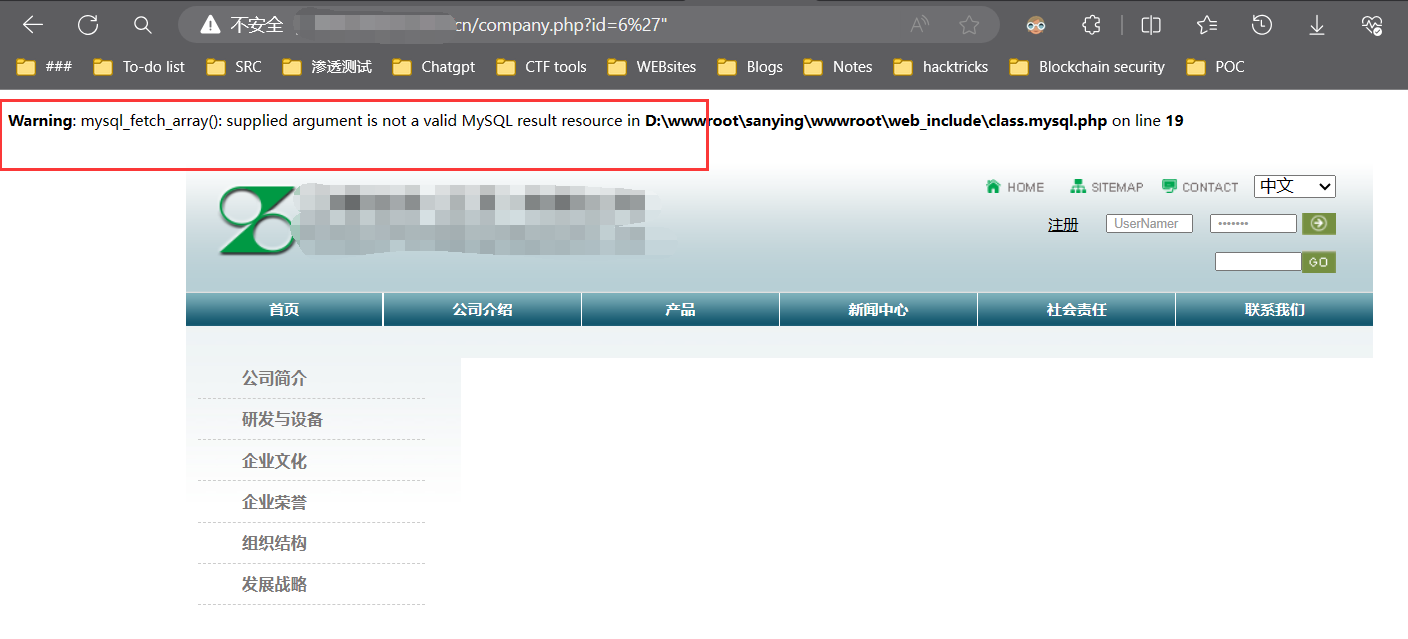 不安全 cn/company.php?id=6%27"
### To-do list SRC 渗透测试 Chatgpt CTF tools WEBsites Blogs Notes hacktricks Blockchain security POC
Warning: mysql_fetch_array(): supplied argument is not a valid MySQL result resource in D:\wwwroot\sanying\wwwroot\web_include\class.mysql.php on line 19
HOME SITEMAP CONTACT 中文
注册 UserNamer
GO
首页 公司介绍 产品 新闻中心 社会责任 联系我们
公司简介
研发与设备
企业文化
企业荣誉
组织结构
发展战略